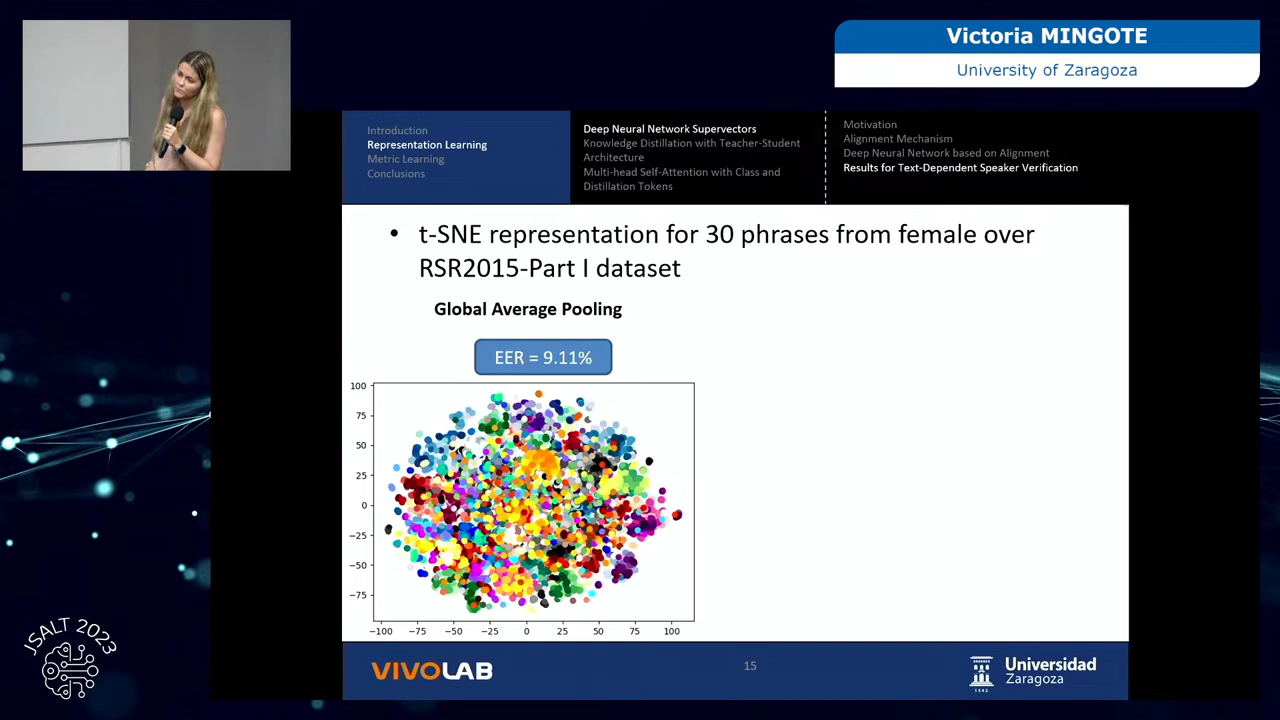 Victoria MINGOTE
University of Zaragoza
Introduction
Representation Learning
Metric Learning
Conclusions
Deep Neural Network Supervectors
Knowledge Distillation with Teacher-Student
Architecture
Multi-head Self-Attention with Class and
Distillation Tokens
Motivation
Alignment Mechanism
Deep Neural Network based on Alignment
Results for Text-Dependent Speaker Verification
• t-SNE representation for 30 phrases from female over
RSR2015-Part I dataset
Global Average Pooling
EER = 9.11%
100
75
50
25
0
−25
−50
−75
−100 −75 −50 −25 0 25 50 75 100
JSALT 2023
VIVOLAB
15
1542
Universidad
Zaragoza